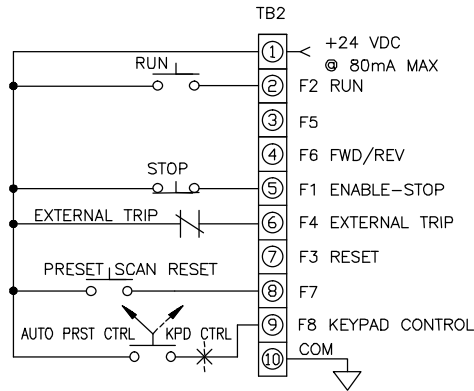 TB2
1 +24 VDC
@ 80mA MAX
RUN
2 F2 RUN
3 F5
4 F6 FWD/REV
STOP
5 F1 ENABLE-STOP
EXTERNAL TRIP
6 F4 EXTERNAL TRIP
7 F3 RESET
PRESET SCAN RESET
8 F7
AUTO PRST CTRL KPD CTRL
9 F8 KEYPAD CONTROL
10 COM